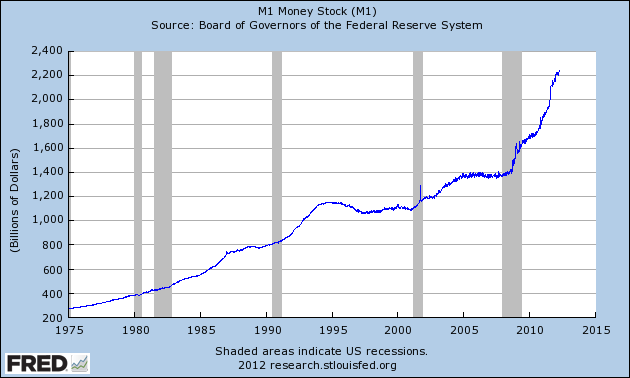 M1 Money Stock (M1)
Source: Board of Governors of the Federal Reserve System
2,400
2,200
2,000
1,800
1,600
1,400
1,200
1,000
800
600
400
200
(Billions of Dollars)
1975 1980 1985 1990 1995 2000 2005 2010 2015
Shaded areas indicate US recessions.
2012 research.stlouisfed.org
FRED